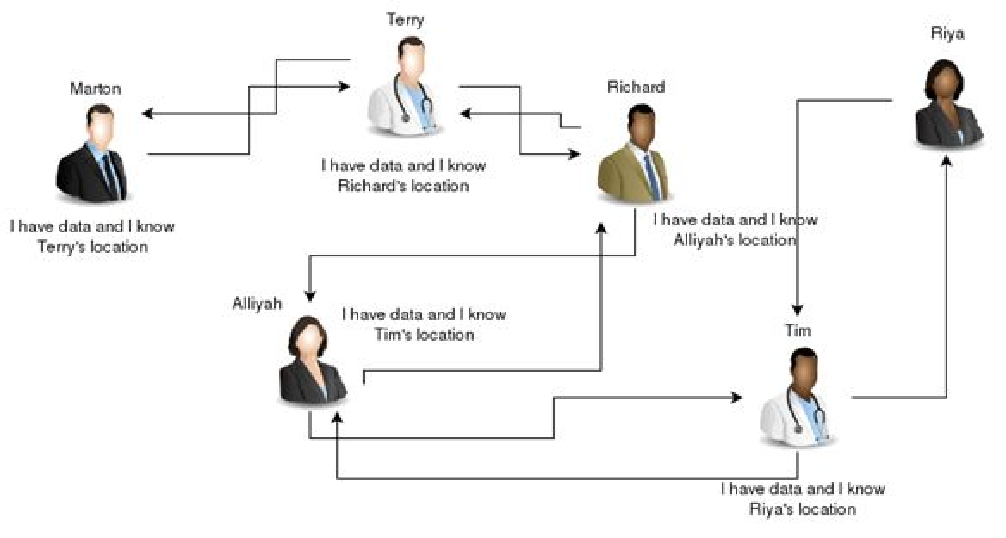 Terry
Riya
Marton
Richard
I have data and I know
Richard's location
I have data and I know
Terry's location
I have data and I know
Alliyah's location
Alliyah
I have data and I know
Tim's location
Tim
I have data and I know
Riya's location